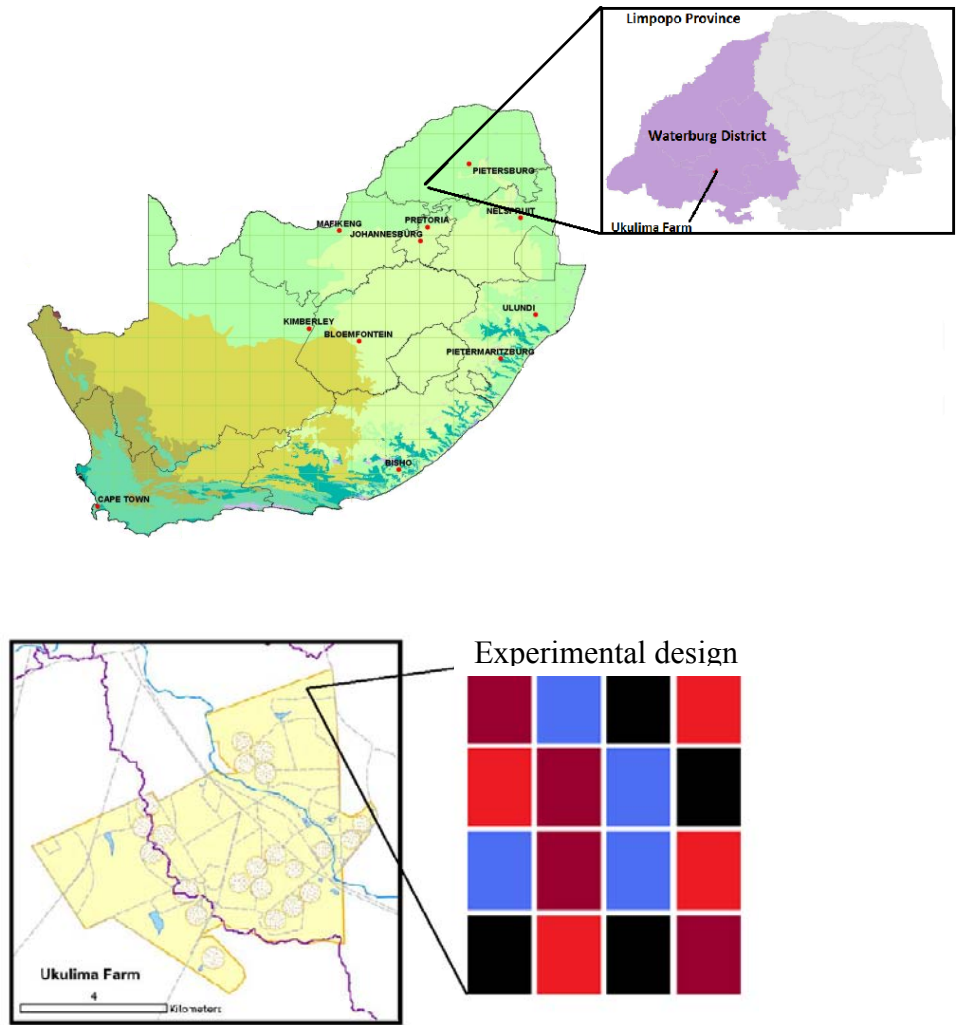 Limpopo Province
Waterburg District
Ukulima Farm
PIETERSBURG
NELSPRUIT
MAFIKENG
PRETORIA
JOHANNESBURG
ULUNDI
KIMBERLEY
BLOEMFONTEIN
PIETERMARITZBURG
BISHO
CAPE TOWN
Experimental design
Ukulima Farm
4
Kilometers